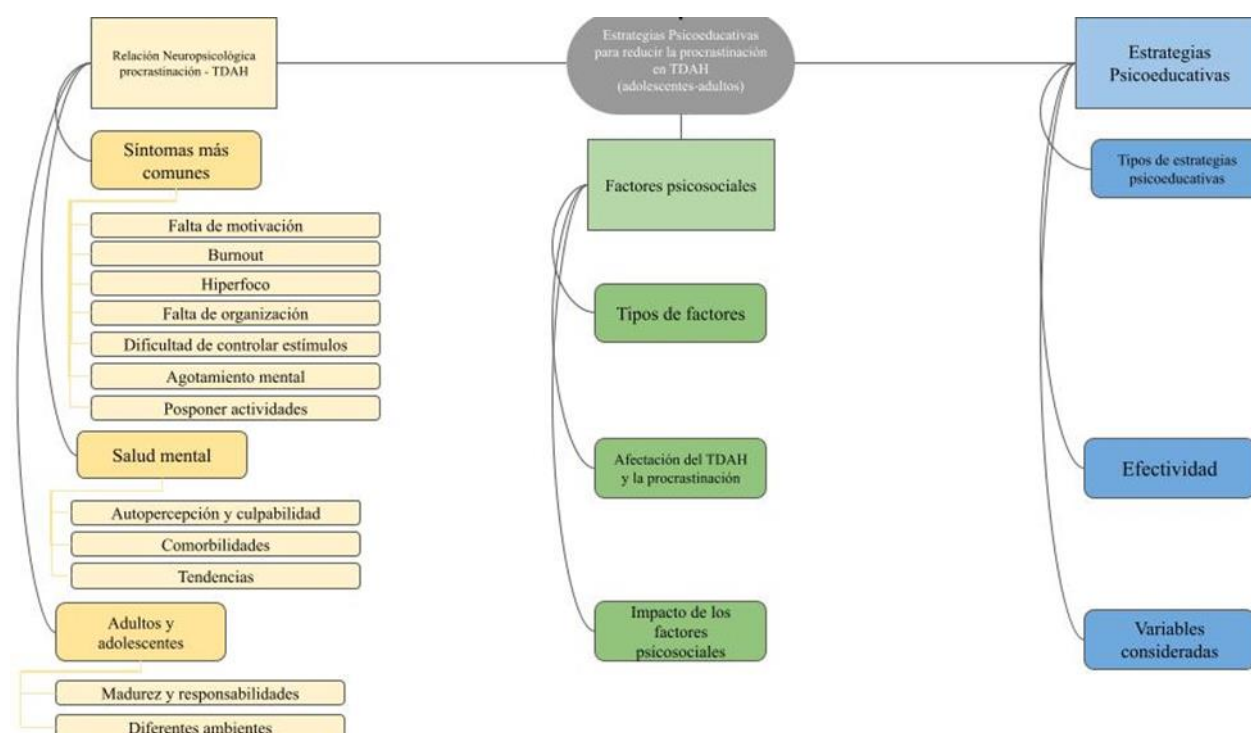 Relación Neuropsicológica
procrastinación - TDAH
Síntomas más
comunes
Falta de motivación
Burnout
Hiperfoco
Falta de organización
Dificultad de controlar estímulos
Agotamiento mental
Posponer actividades
Salud mental
Autopercepción y culpabilidad
Comorbilidades
Tendencias
Adultos y
adolescentes
Madurez y responsabilidades
Diferentes ambientes
Estrategias Psicoeducativas
para reducir la procrastinación
en TDAH
(adolescentes-adultos)
Factores psicosociales
Tipos de factores
Afectación del TDAH
y la procrastinación
Impacto de los
factores
psicosociales
Estrategias
Psicoeducativas
Tipos de estrategias
psicoeducativas
Efectividad
Variables
consideradas